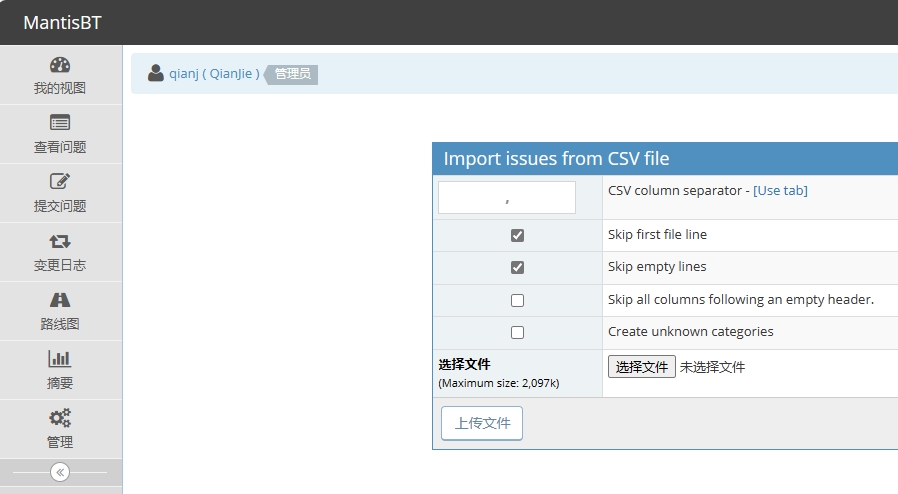 MantisBT
我的视图
查看问题
提交问题
变更日志
路线图
摘要
管理
qianj ( QianJie ) 管理员
Import issues from CSV file
, CSV column separator - [Use tab]
Skip first file line
Skip empty lines
Skip all columns following an empty header.
Create unknown categories
选择文件
(Maximum size: 2,097k)
选择文件 未选择文件
上传文件